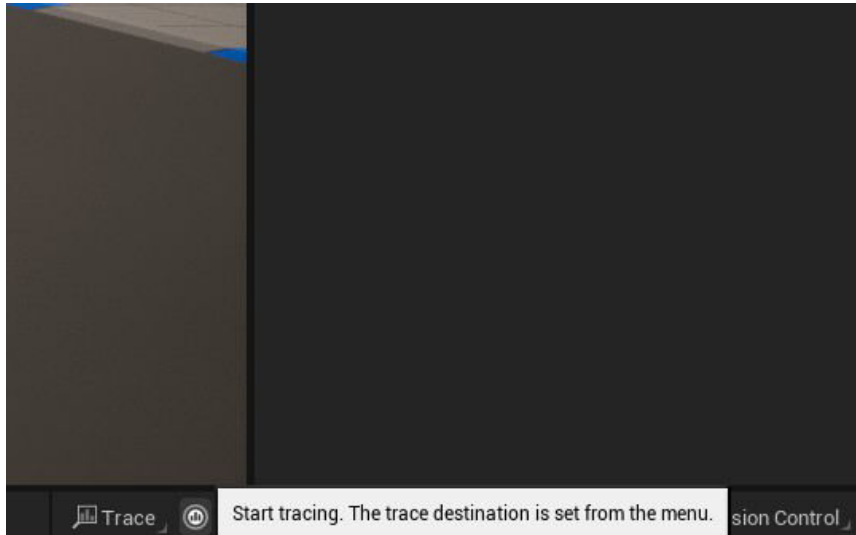 Trace
Start tracing. The trace destination is set from the menu.
sion Control